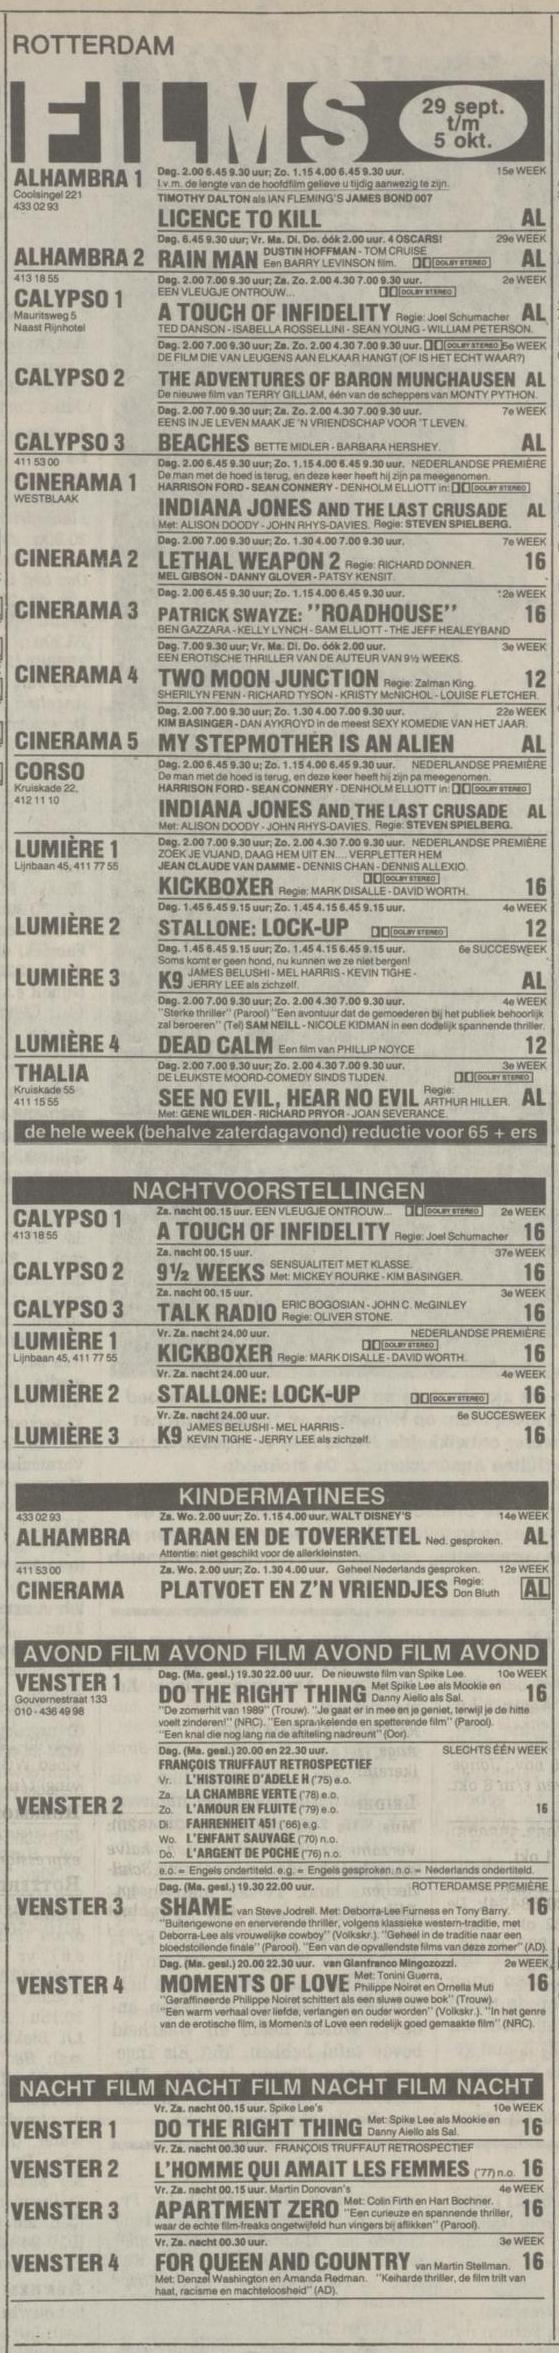 ROTTERDAM
FILMS
29 sept.
t/m
5 okt.
ALHAMBRA 1
Coolsingel 221
433 02 93
Dag. 2.00 6.45 9.30 uur; Zo. 1.15 4.00 6.45 9.30 uur. 15e WEEK
I.v.m. de lengte van de hoofdfilm gelieve u tijdig aanwezig te zijn.
TIMOTHY DALTON als IAN FLEMING'S JAMES BOND 007
LICENCE TO KILL AL
Dag. 6.45 9.30 uur; Vr. Ma. Di. Do. óók 2.00 uur. 4 OSCARS! 29e WEEK
ALHAMBRA 2 RAIN MAN DUSTIN HOFFMAN - TOM CRUISE
Een BARRY LEVINSON film. DOLBY STEREO AL
413 18 55
CALYPSO 1
Mauritsweg 5
Naast Rijnhotel
Dag. 2.00 7.00 9.30 uur; Za. Zo. 2.00 4.30 7.00 9.30 uur. 2e WEEK
EEN VLEUGJE ONTROUW... DOLBY STEREO
A TOUCH OF INFIDELITY Regie: Joel Schumacher AL
TED DANSON - ISABELLA ROSSELLINI - SEAN YOUNG - WILLIAM PETERSON.
Dag. 2.00 7.00 9.30 uur; Za. Zo. 2.00 4.30 7.00 9.30 uur. DOLBY STEREO 5e WEEK
DE FILM DIE VAN LEUGENS AAN ELKAAR HANGT (OF IS HET ECHT WAAR?)
CALYPSO 2 THE ADVENTURES OF BARON MUNCHAUSEN AL
De nieuwe film van TERRY GILLIAM, één van de scheppers van MONTY PYTHON.
Dag. 2.00 7.00 9.30 uur; Za. Zo. 2.00 4.30 7.00 9.30 uur. 7e WEEK
EENS IN JE LEVEN MAAK JE 'N VRIENDSCHAP VOOR 'T LEVEN.
CALYPSO 3 BEACHES BETTE MIDLER - BARBARA HERSHEY. AL
411 53 00
CINERAMA 1
WESTBLAAK
Dag. 2.00 6.45 9.30 uur; Zo. 1.15 4.00 6.45 9.30 uur. NEDERLANDSE PREMIÈRE
De man met de hoed is terug, en deze keer heeft hij zijn pa meegenomen.
HARRISON FORD - SEAN CONNERY - DENHOLM ELLIOTT in: DOLBY STEREO
INDIANA JONES AND THE LAST CRUSADE AL
Met: ALISON DOODY - JOHN RHYS-DAVIES. Regie: STEVEN SPIELBERG.
Dag. 2.00 7.00 9.30 uur; Zo. 1.30 4.00 7.00 9.30 uur. 7e WEEK
CINERAMA 2 LETHAL WEAPON 2 Regie: RICHARD DONNER. 16
MEL GIBSON - DANNY GLOVER - PATSY KENSIT.
Dag. 2.00 6.45 9.30 uur; Zo. 1.15 4.00 6.45 9.30 uur. 2e WEEK
CINERAMA 3 PATRICK SWAYZE: "ROADHOUSE" 16
BEN GAZZARA - KELLY LYNCH - SAM ELLIOTT - THE JEFF HEALEYBAND
Dag. 7.00 9.30 uur; Vr. Ma. Di. Do. óók 2.00 uur. 3e WEEK
EEN EROTISCHE THRILLER VAN DE AUTEUR VAN 9½ WEEKS.
CINERAMA 4 TWO MOON JUNCTION Regie: Zalman King. 12
SHERILYN FENN - RICHARD TYSON - KRISTY McNICHOL - LOUISE FLETCHER.
Dag. 2.00 7.00 9.30 uur; Zo. 1.30 4.00 7.00 9.30 uur. 22e WEEK
KIM BASINGER - DAN AYKROYD in de meest SEXY KOMEDIE VAN HET JAAR.
CINERAMA 5 MY STEPMOTHER IS AN ALIEN AL
CORSO
Kruiskade 22,
412 11 10
Dag. 2.00 6.45 9.30 u; Zo. 1.15 4.00 6.45 9.30 uur. NEDERLANDSE PREMIÈRE
De man met de hoed is terug, en deze keer heeft hij zijn pa meegenomen.
HARRISON FORD - SEAN CONNERY - DENHOLM ELLIOTT in: DOLBY STEREO
INDIANA JONES AND THE LAST CRUSADE AL
Met: ALISON DOODY - JOHN RHYS-DAVIES. Regie: STEVEN SPIELBERG.
LUMIÈRE 1
Lijnbaan 45, 411 77 55
Dag. 2.00 7.00 9.30 uur; Zo. 2.00 4.30 7.00 9.30 uur. NEDERLANDSE PREMIÈRE
ZOEK JE VIJAND, DAAG HEM UIT EN.... VERPLETTER HEM
JEAN CLAUDE VAN DAMME - DENNIS CHAN - DENNIS ALLEXIO.
DOLBY STEREO
KICKBOXER Regie: MARK DISALLE - DAVID WORTH. 16
Dag. 1.45 6.45 9.15 uur; Zo. 1.45 4.15 6.45 9.15 uur. 4e WEEK
LUMIÈRE 2 STALLONE: LOCK-UP DOLBY STEREO 12
Dag. 1.45 6.45 9.15 uur; Zo. 1.45 4.15 6.45 9.15 uur. 6e SUCCESWEEK
Soms komt er geen hond, nu kunnen we ze niet bergen!
LUMIÈRE 3 K9 JAMES BELUSHI - MEL HARRIS - KEVIN TIGHE -
JERRY LEE als zichzelf. AL
Dag. 2.00 7.00 9.30 uur; Zo. 2.00 4.30 7.00 9.30 uur. 4e WEEK
"Sterke thriller" (Parool) "Een avontuur dat de gemoederen bij het publiek behoorlijk
zal beroeren" (Tel) SAM NEILL - NICOLE KIDMAN in een dodelijk spannende thriller.
LUMIÈRE 4 DEAD CALM Een film van PHILLIP NOYCE 12
THALIA
Kruiskade 55
411 15 55
Dag. 2.00 7.00 9.30 uur; Zo. 2.00 4.30 7.00 9.30 uur. 3e WEEK
DE LEUKSTE MOORD-COMEDY SINDS TIJDEN. DOLBY STEREO
SEE NO EVIL, HEAR NO EVIL Regie:
ARTHUR HILLER. AL
Met: GENE WILDER - RICHARD PRYOR - JOAN SEVERANCE.
de hele week (behalve zaterdagavond) reductie voor 65 + ers
NACHTVOORSTELLINGEN
CALYPSO 1
413 18 55
Za. nacht 00.15 uur. EEN VLEUGJE ONTROUW... DOLBY STEREO 2e WEEK
A TOUCH OF INFIDELITY Regie: Joel Schumacher 16
Za. nacht 00.15 uur. 37e WEEK
CALYPSO 2 9½ WEEKS SENSUALITEIT MET KLASSE.
Met: MICKEY ROURKE - KIM BASINGER. 16
Za. nacht 00.15 uur. 3e WEEK
CALYPSO 3 TALK RADIO ERIC BOGOSIAN - JOHN C. McGINLEY
Regie: OLIVER STONE. 16
LUMIÈRE 1
Lijnbaan 45, 411 77 55
Vr. Za. nacht 24.00 uur. NEDERLANDSE PREMIÈRE
DOLBY STEREO
KICKBOXER Regie: MARK DISALLE - DAVID WORTH. 16
Vr. Za. nacht 24.00 uur. 4e WEEK
LUMIÈRE 2 STALLONE: LOCK-UP DOLBY STEREO 16
Vr. Za. nacht 24.00 uur. 6e SUCCESWEEK
LUMIÈRE 3 K9 JAMES BELUSHI - MEL HARRIS -
KEVIN TIGHE - JERRY LEE als zichzelf. 16
KINDERMATINEES
433 02 93 Za. Wo. 2.00 uur; Zo. 1.15 4.00 uur. WALT DISNEY'S 14e WEEK
ALHAMBRA TARAN EN DE TOVERKETEL Ned. gesproken. AL
Attentie: niet geschikt voor de allerkleinsten.
411 53 00 Za. Wo. 2.00 uur; Zo. 1.30 4.00 uur. Geheel Nederlands gesproken. 12e WEEK
CINERAMA PLATVOET EN Z'N VRIENDJES Regie:
Don Bluth AL
AVOND FILM AVOND FILM AVOND FILM AVOND
VENSTER 1
Gouvernestraat 133
010 - 436 49 98
Dag. (Ma. gesl.) 19.30 22.00 uur. De nieuwste film van Spike Lee. 10e WEEK
DO THE RIGHT THING Met Spike Lee als Mookie en
Danny Aiello als Sal. 16
"De zomerhit van 1989" (Trouw). "Je gaat er in mee en je geniet, terwijl je de hitte
voelt zinderen!" (NRC). "Een sprankelende en spetterende film" (Parool).
"Een knal die nog lang na de aftiteling nadreunt" (Oor).
Dag. (Ma. gesl.) 20.00 en 22.30 uur. SLECHTS ÉÉN WEEK
FRANÇOIS TRUFFAUT RETROSPECTIEF
Vr. L'HISTOIRE D'ADELE H ('75) e.o.
Za. LA CHAMBRE VERTE ('78) e.o.
VENSTER 2 Zo. L'AMOUR EN FLUITE ('79) e.o. 16
Di. FAHRENHEIT 451 ('66) e.g.
Wo. L'ENFANT SAUVAGE ('70) n.o.
Do. L'ARGENT DE POCHE ('76) n.o.
e.o. = Engels ondertiteld. e.g. = Engels gesproken. n.o. = Nederlands ondertiteld.
Dag. (Ma. gesl.) 19.30 22.00 uur. ROTTERDAMSE PREMIÈRE
VENSTER 3 SHAME van Steve Jodrell. Met: Deborra-Lee Furness en Tony Barry. 16
"Buitengewone en enerverende thriller, volgens klassieke western-traditie, met
Deborra-Lee als vrouwelijke cowboy" (Volkskr.). "Geheel in de traditie naar een
bloedstollende finale" (Parool). "Een van de opvallendste films van deze zomer" (AD).
Dag. (Ma. gesl.) 20.00 22.30 uur. van Gianfranco Mingozozzi. 2e WEEK
VENSTER 4 MOMENTS OF LOVE Met: Tonini Guerra,
Philippe Noiret en Ornella Muti 16
"Geraffineerde Philippe Noiret schittert als een sluwe ouwe bok" (Trouw).
"Een warm verhaal over liefde, verlangen en ouder worden" (Volkskr.). "In het genre
van de erotische film, is Moments of Love een redelijk goed gemaakte film" (NRC).
NACHT FILM NACHT FILM NACHT FILM NACHT
Vr. Za. nacht 00.15 uur. Spike Lee's 10e WEEK
VENSTER 1 DO THE RIGHT THING Met: Spike Lee als Mookie en
Danny Aiello als Sal. 16
Vr. Za. nacht 00.30 uur. FRANÇOIS TRUFFAUT RETROSPECTIEF
VENSTER 2 L'HOMME QUI AMAIT LES FEMMES ('77) n.o. 16
Vr. Za. nacht 00.15 uur. Martin Donovan's 4e WEEK
VENSTER 3 APARTMENT ZERO Met: Colin Firth en Hart Bochner.
"Een curieuze en spannende thriller, 16
waar de echte film-freaks ongetwijfeld hun vingers bij aflikken" (Parool).
Vr. Za. nacht 00.30 uur. 3e WEEK
VENSTER 4 FOR QUEEN AND COUNTRY van Martin Stellman. 16
Met: Denzel Washington en Amanda Redman. "Keiharde thriller, de film trilt van
haat, racisme en machteloosheid" (AD).